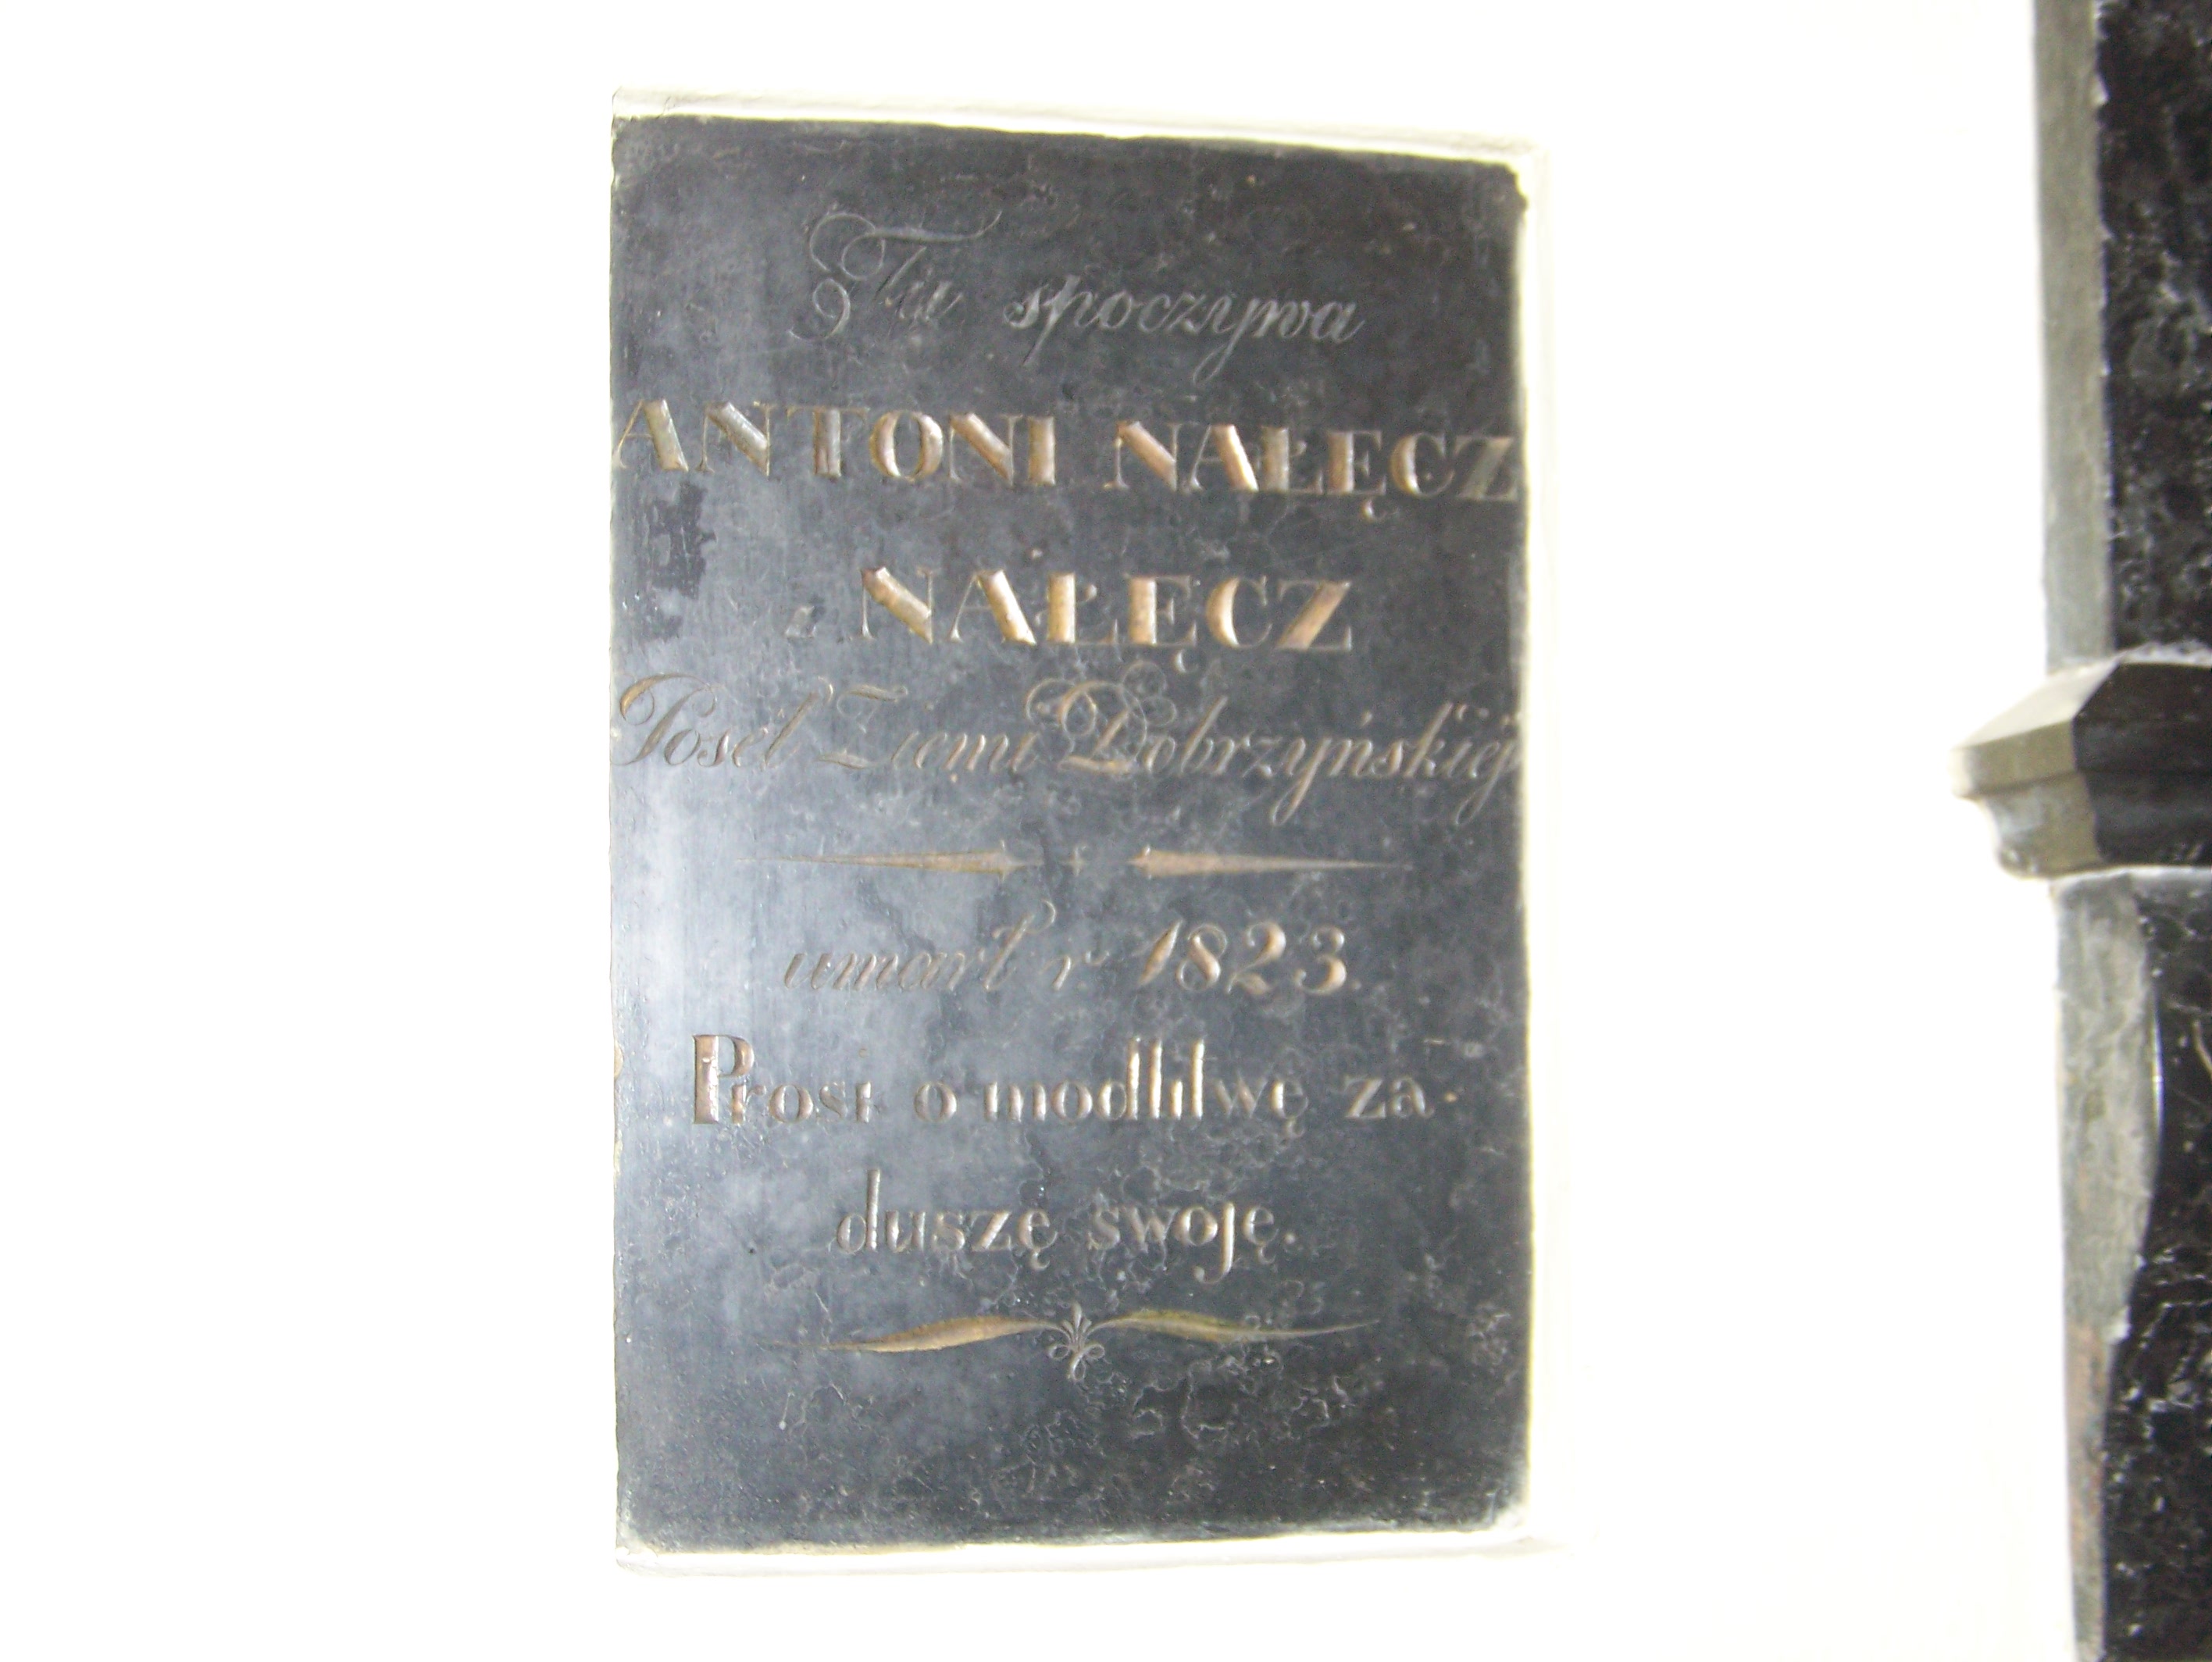 Tu spoczywa
ANTONI NAŁĘCZ
z NAŁĘCZ
Poseł Ziemi Dobrzyńskiej
umarł r 1823.
Prosi o modlitwę za
duszę swoję.